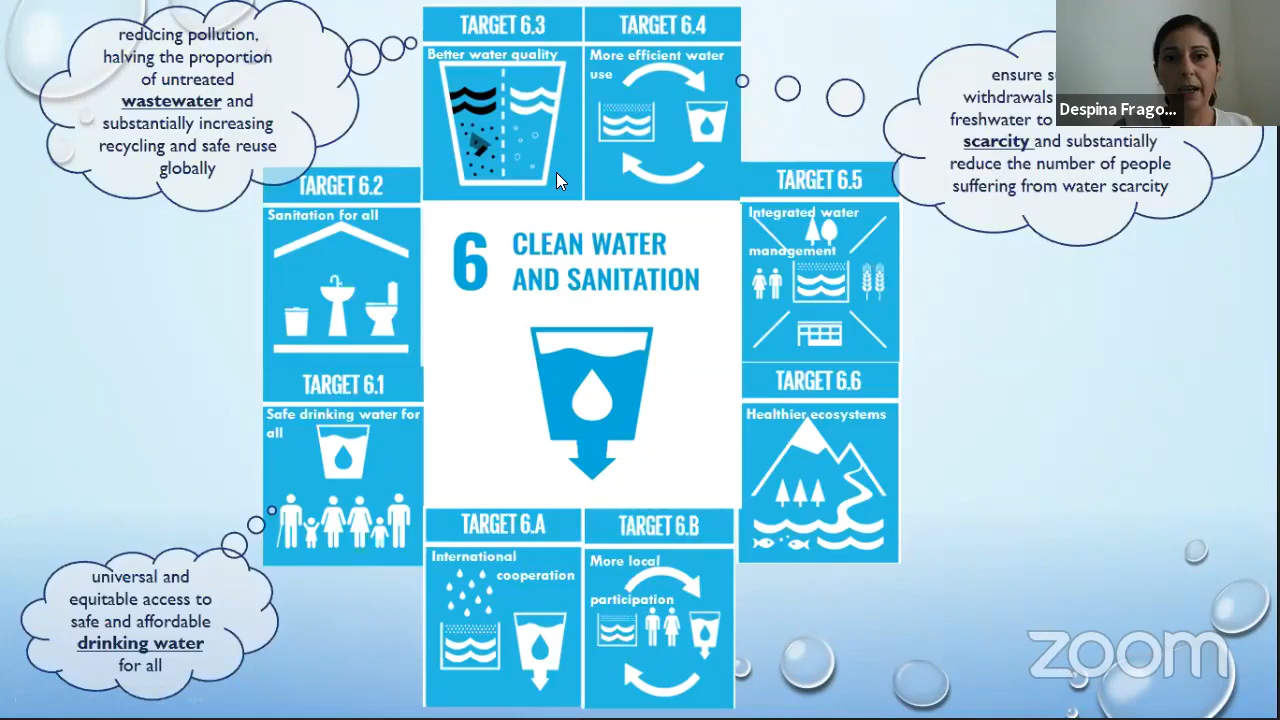 reducing pollution,
halving the proportion
of untreated
wastewater and
substantially increasing
recycling and safe reuse
globally
TARGET 6.3
Better water quality
TARGET 6.4
More efficient water
use
ensure
withdrawals
freshwater to
scarcity and substantially
reduce the number of people
suffering from water scarcity
Despina Frago...
TARGET 6.2
Sanitation for all
TARGET 6.5
Integrated water
management
6 CLEAN WATER
AND SANITATION
TARGET 6.1
Safe drinking water for
all
TARGET 6.6
Healthier ecosystems
universal and
equitable access to
safe and affordable
drinking water
for all
TARGET 6.A
International
cooperation
TARGET 6.B
More local
participation
zoom